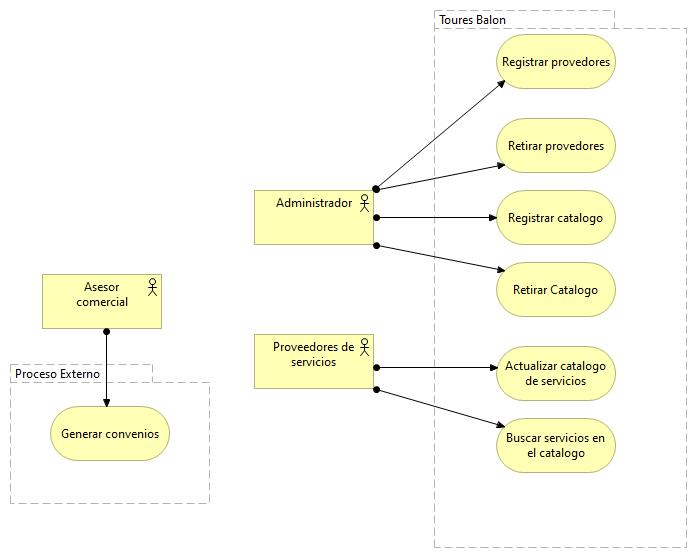 Toures Balon
Registrar provedores
Retirar provedores
Administrador
Registrar catalogo
Retirar Catalogo
Asesor
comercial
Proveedores de
servicios
Actualizar catalogo
de servicios
Proceso Externo
Generar convenios
Buscar servicios en
el catalogo